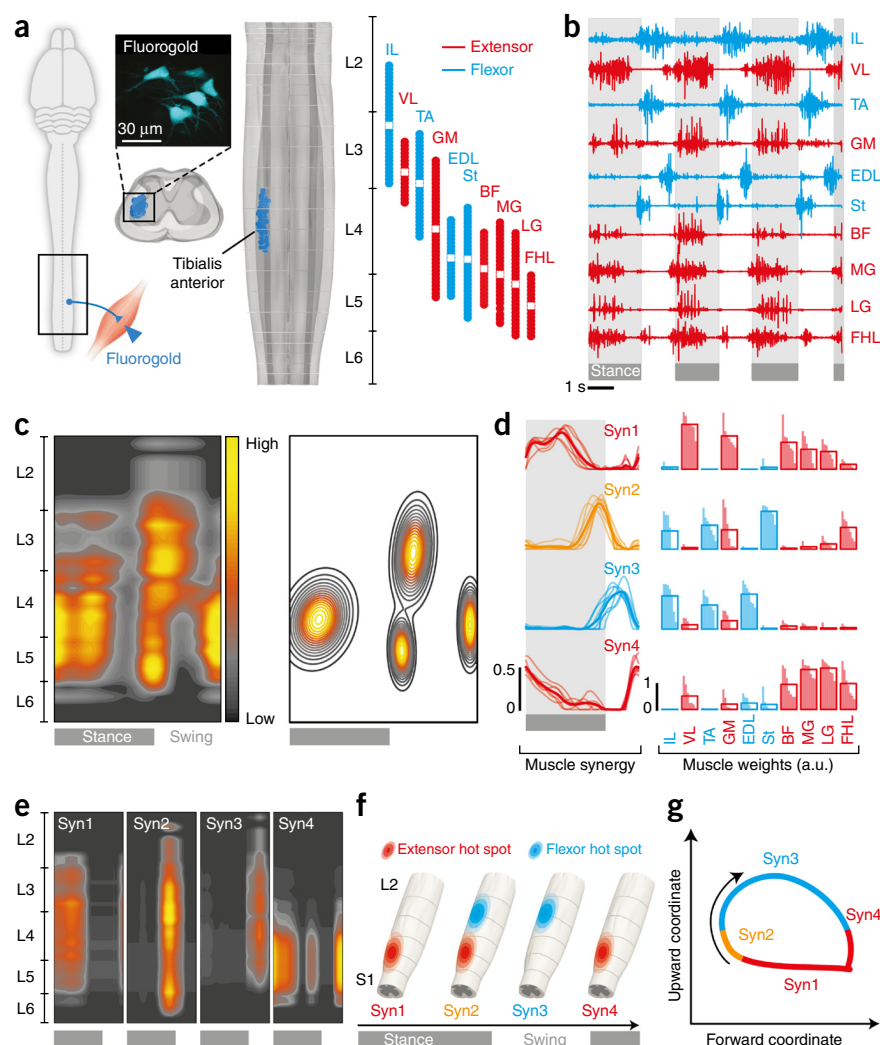 a
Fluorogold
30 μm
Tibialis
anterior
Fluorogold
L2
L3
L4
L5
L6
Extensor
Flexor
IL
VL
TA
GM
EDL
St
BF
MG
LG
FHL
b
IL
VL
TA
GM
EDL
St
BF
MG
LG
FHL
Stance
1 s
c
L2
L3
L4
L5
L6
High
Low
Stance
Swing
d
Syn1
Syn2
Syn3
Syn4
0.5
0
1
0
IL
VL
TA
GM
EDL
St
BF
MG
LG
FHL
Muscle synergy
Muscle weights (a.u.)
e
L2
L3
L4
L5
L6
Syn1
Syn2
Syn3
Syn4
f
Extensor hot spot
Flexor hot spot
L2
S1
Syn1
Syn2
Syn3
Syn4
Stance
Swing
g
Upward coordinate
Syn3
Syn4
Syn2
Syn1
Forward coordinate